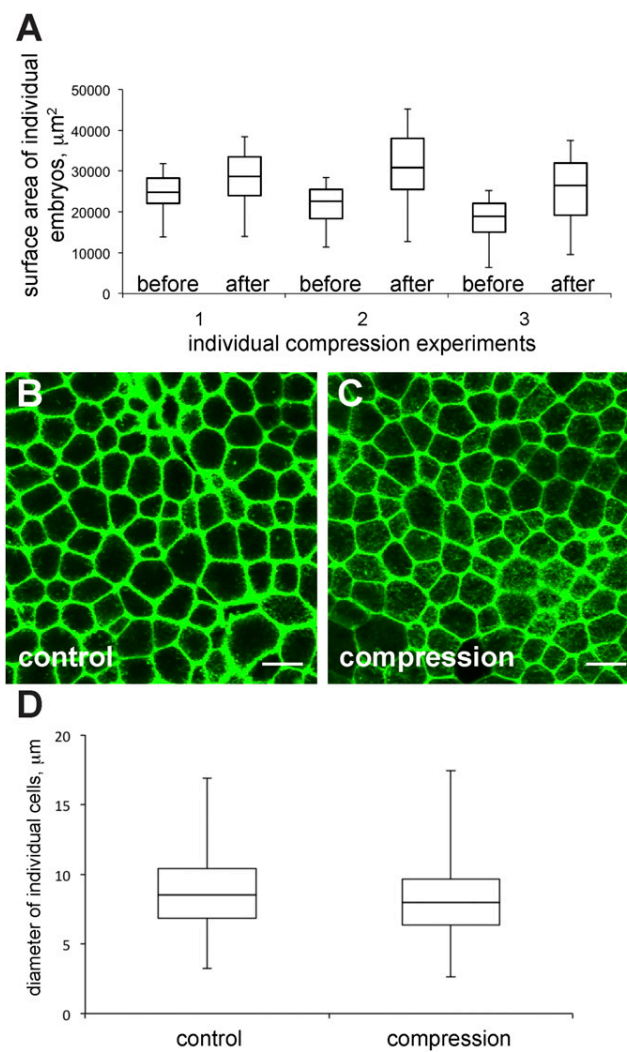 A
surface area of individual
embryos, μm²
50000
40000
30000
20000
10000
0
before after before after before after
1 2 3
individual compression experiments
B
control
C
compression
D
diameter of individual cells, μm
20
15
10
5
0
control compression